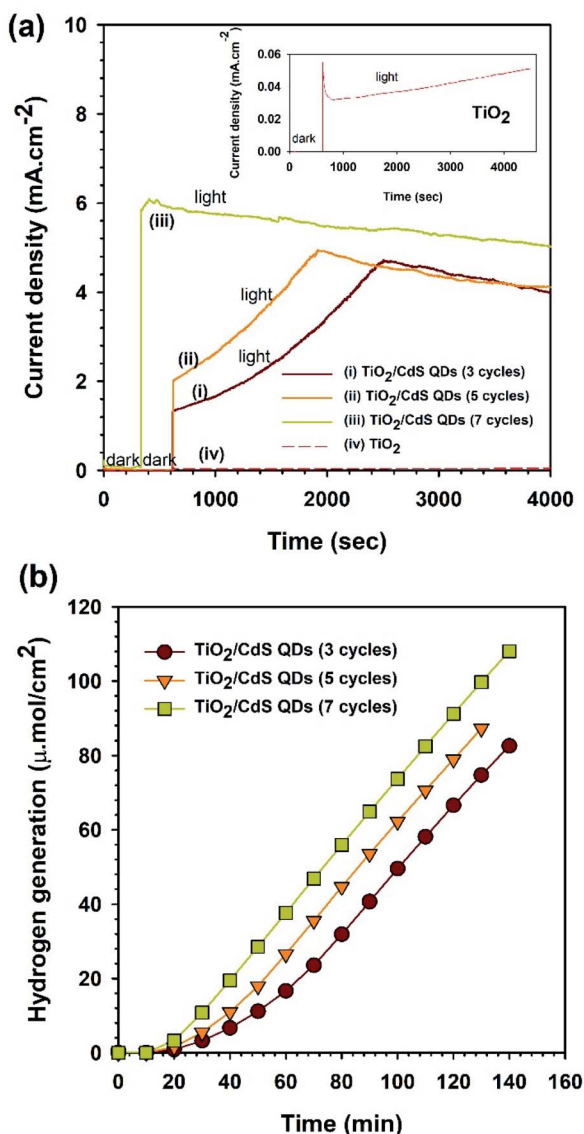 (a)
Current density (mA.cm-2)
10
8
6
4
2
0
0.06
0.04
0.02
0.00
Current density (mA.cm-2)
light
dark
TiO2
0
1000
2000
3000
4000
Time (sec)
light
(iii)
light
(ii)
light
(i)
(i) TiO2/CdS QDs (3 cycles)
(ii) TiO2/CdS QDs (5 cycles)
(iii) TiO2/CdS QDs (7 cycles)
(iv) TiO2
dark dark
(iv)
0
1000
2000
3000
4000
Time (sec)
(b)
Hydrogen generation (μ.mol/cm2)
120
100
80
60
40
20
0
TiO2/CdS QDs (3 cycles)
TiO2/CdS QDs (5 cycles)
TiO2/CdS QDs (7 cycles)
0
20
40
60
80
100
120
140
160
Time (min)